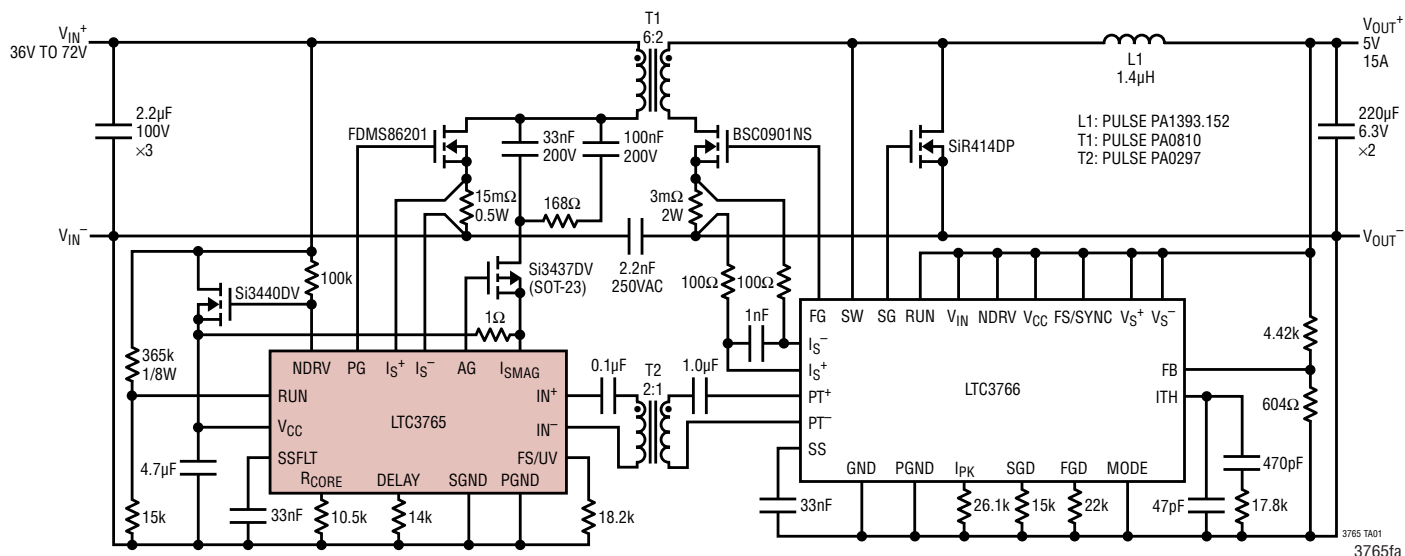 T1
6:2
VIN+
36V TO 72V
VOUT+
5V
15A
L1
1.4µH
2.2µF
100V
×3
FDMS86201
33nF
200V
100nF
200V
BSC0901NS
SiR414DP
L1: PULSE PA1393.152
T1: PULSE PA0810
T2: PULSE PA0297
220µF
6.3V
×2
15mΩ
0.5W
168Ω
3mΩ
2W
VIN–
VOUT–
2.2nF
250VAC
Si3440DV
100k
Si3437DV
(SOT-23)
100Ω
100Ω
1Ω
1nF
365k
1/8W
NDRV PG IS+ IS– AG ISMAG
RUN
VCC
SSFLT
RCORE DELAY SGND PGND
IN+
IN–
FS/UV
LTC3765
0.1µF
T2
2:1
1.0µF
FG SW SG RUN VIN NDRV VCC FS/SYNC VS+ VS–
IS–
IS+
PT+
PT–
SS
LTC3766
FB
ITH
GND PGND IPK SGD FGD MODE
4.42k
604Ω
4.7µF
15k
33nF
10.5k
14k
18.2k
33nF
26.1k
15k
22k
47pF
470pF
17.8k
3765 TA01
3765fa